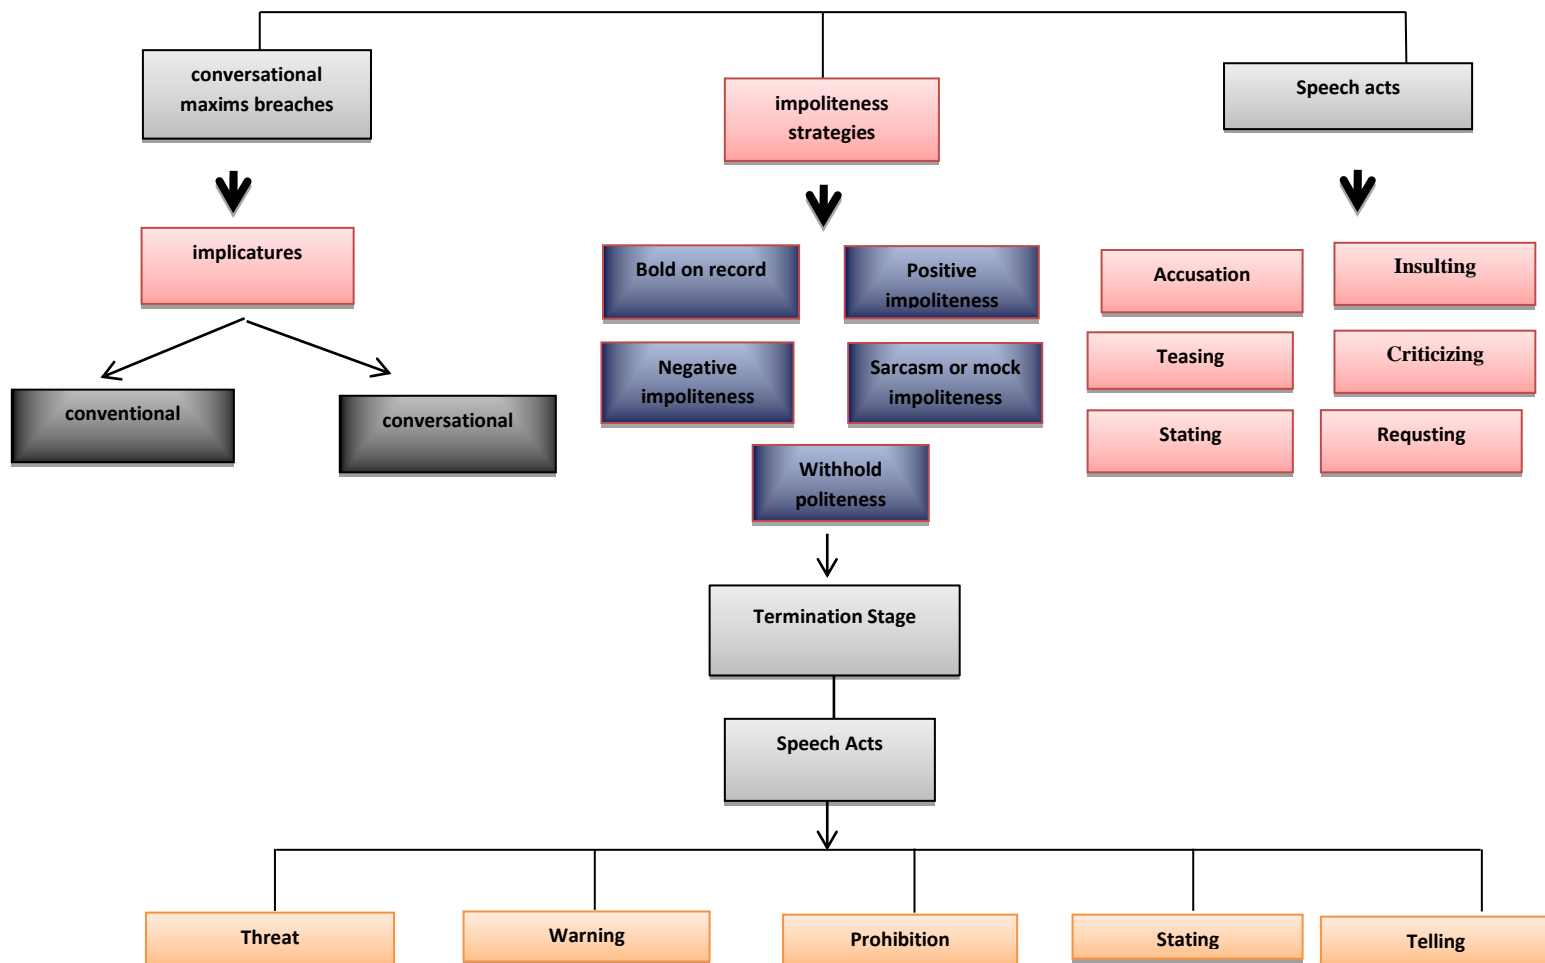 conversational
maxims breaches
impoliteness
strategies
Speech acts
implicatures
Bold on record
Positive
impoliteness
Accusation
Insulting
Negative
impoliteness
Sarcasm or mock
impoliteness
Teasing
Criticizing
conventional
conversational
Stating
Requsting
Withhold
politeness
Termination Stage
Speech Acts
Threat
Warning
Prohibition
Stating
Telling